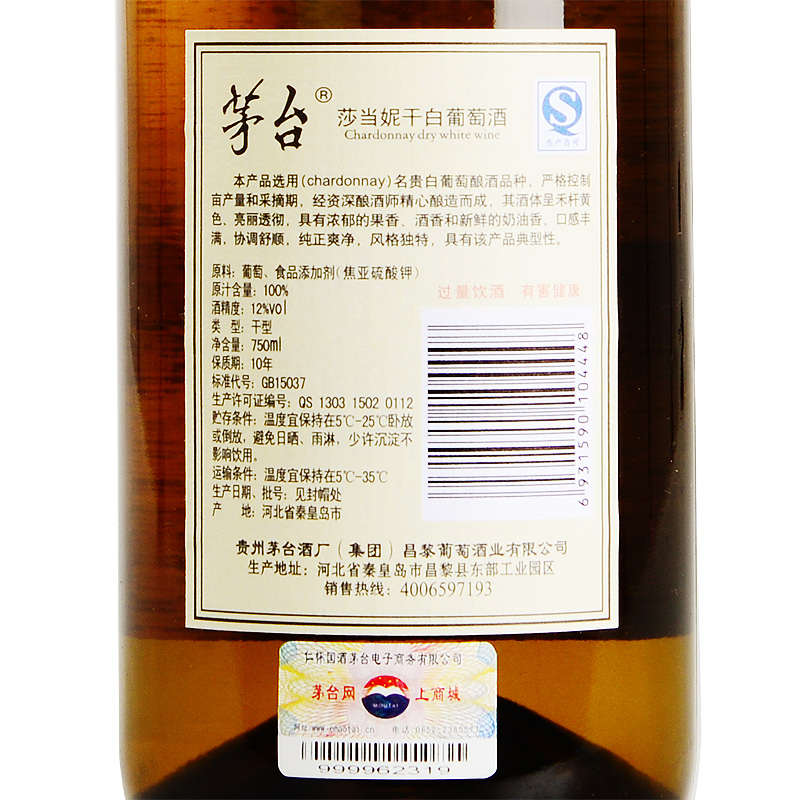 茅台®
莎当妮干白葡萄酒
Chardonnay dry white wine
生产许可
本产品选用(chardonnay)名贵白葡萄酿酒品种，严格控制
亩产量和采摘期，经资深酿酒师精心酿造而成，其酒体呈禾杆黄
色、亮丽透彻，具有浓郁的果香、酒香和新鲜的奶油香，口感丰
满，协调舒顺，纯正爽净，风格独特，具有该产品典型性。
原料：葡萄、食品添加剂(焦亚硫酸钾)
原汁含量：100%
酒精度：12%vol
类 型：干型
净含量：750ml
保质期：10年
标准代号：GB15037
生产许可证编号：QS 1303 1502 0112
贮存条件：温度宜保持在5℃-25℃卧放
或倒放，避免日晒、雨淋，少许沉淀不
影响饮用。
运输条件：温度宜保持在5℃-35℃
生产日期、批号：见封帽处
产 地：河北省秦皇岛市
过量饮酒 有害健康
6 931590 104448
贵州茅台酒厂（集团）昌黎葡萄酒业有限公司
生产地址：河北省秦皇岛市昌黎县东部工业园区
销售热线：4006597193
仁怀国酒茅台电子商务有限公司
茅台网 上商城
MOUTAI
999962319